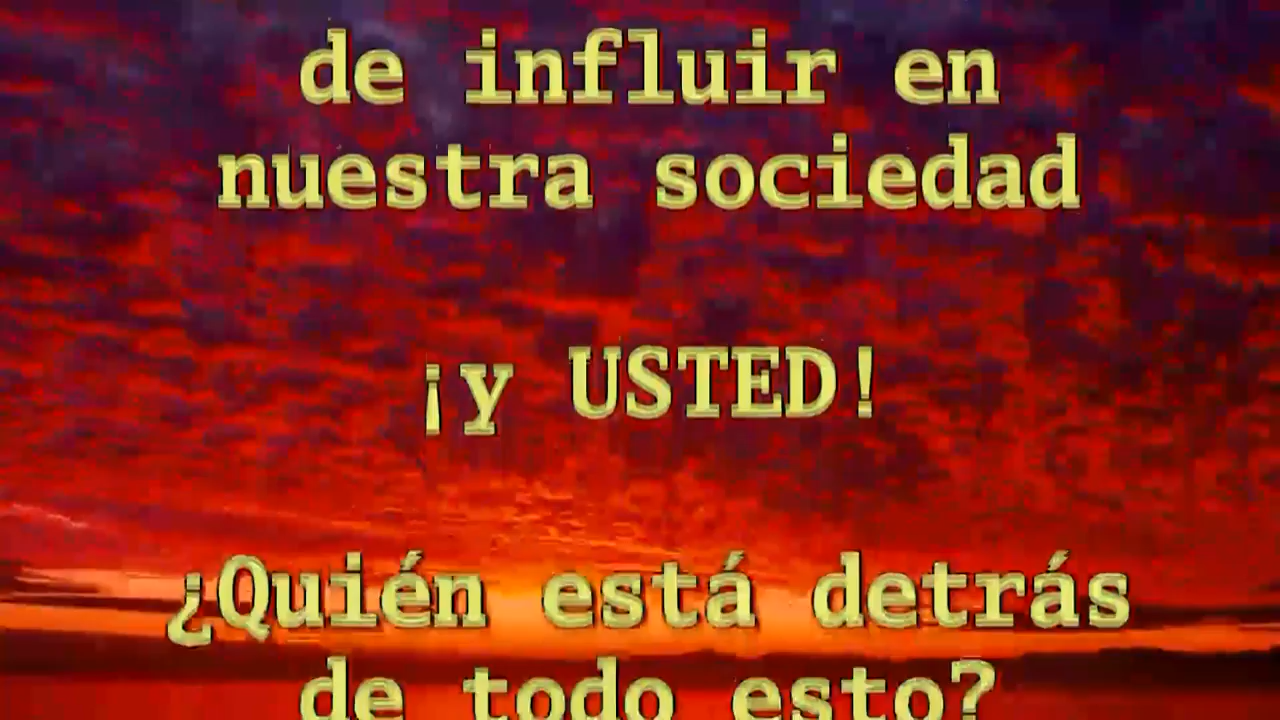 de influir en
nuestra sociedad
¡y USTED!
¿Quién está detrás
de todo esto?